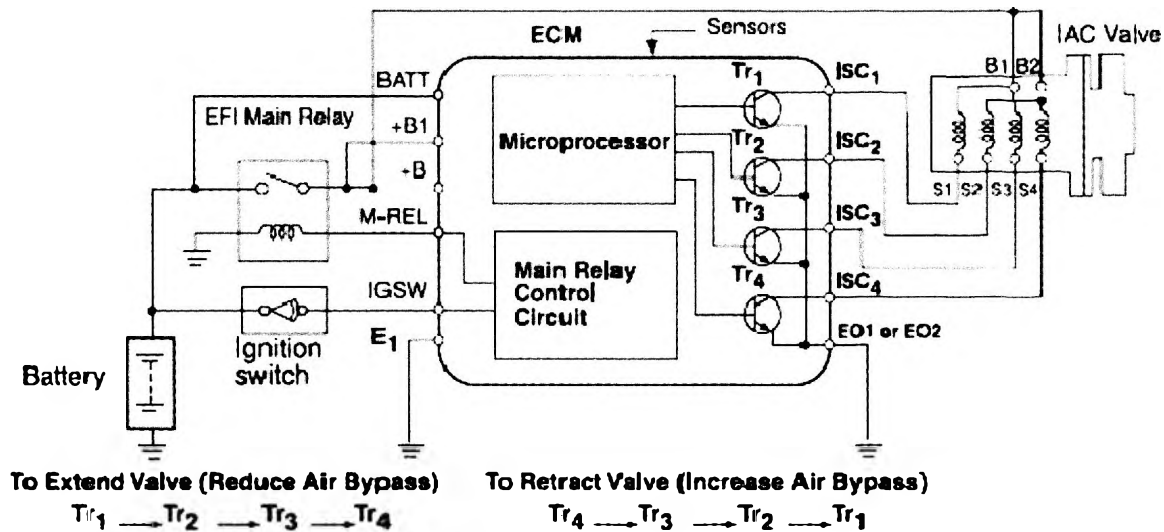 ECM
Sensors
IAC Valve
BATT
EFI Main Relay
+B1
+B
M-REL
IGSW
E1
Ignition
switch
Battery
Microprocessor
Main Relay
Control
Circuit
Tr1
Tr2
Tr3
Tr4
ISC1
ISC2
ISC3
ISC4
EO1 or EO2
B1 B2
S1 S2 S3 S4
To Extend Valve (Reduce Air Bypass)
Tr1 → Tr2 → Tr3 → Tr4
To Retract Valve (Increase Air Bypass)
Tr4 → Tr3 → Tr2 → Tr1